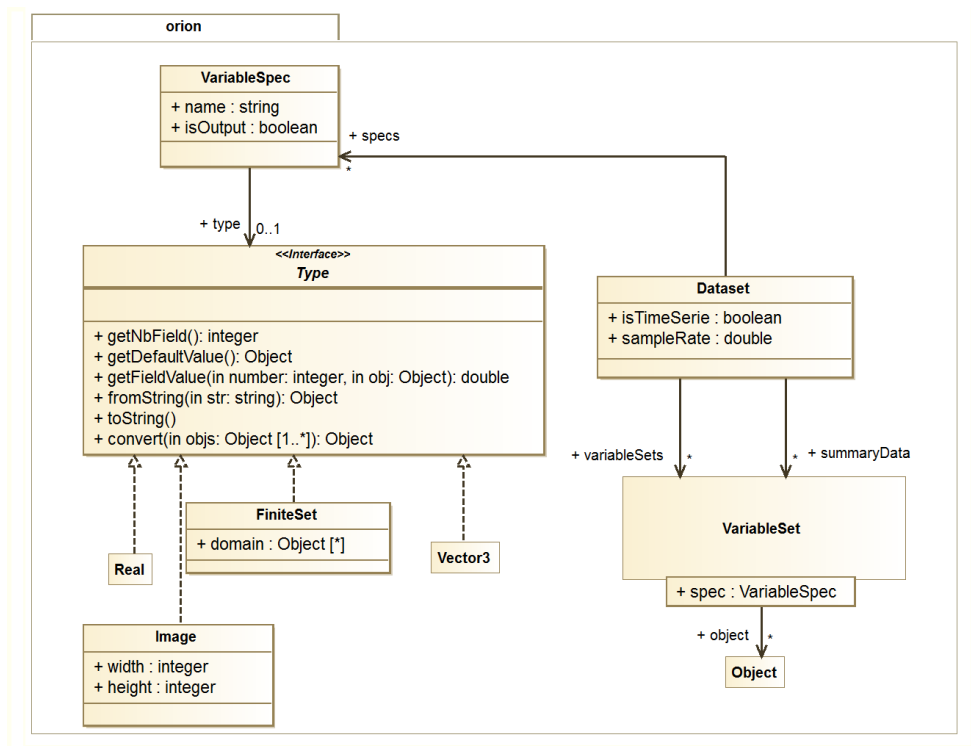 orion
VariableSpec
+ name : string
+ isOutput : boolean
+ specs
*
+ type
0..1
<<Interface>>
Type
+ getNbField(): integer
+ getDefaultValue(): Object
+ getFieldValue(in number: integer, in obj: Object): double
+ fromString(in str: string): Object
+ toString()
+ convert(in objs: Object [1..*]): Object
Dataset
+ isTimeSerie : boolean
+ sampleRate : double
+ variableSets
*
*
+ summaryData
FiniteSet
+ domain : Object [*]
Real
Vector3
VariableSet
+ spec : VariableSpec
+ object
*
Object
Image
+ width : integer
+ height : integer